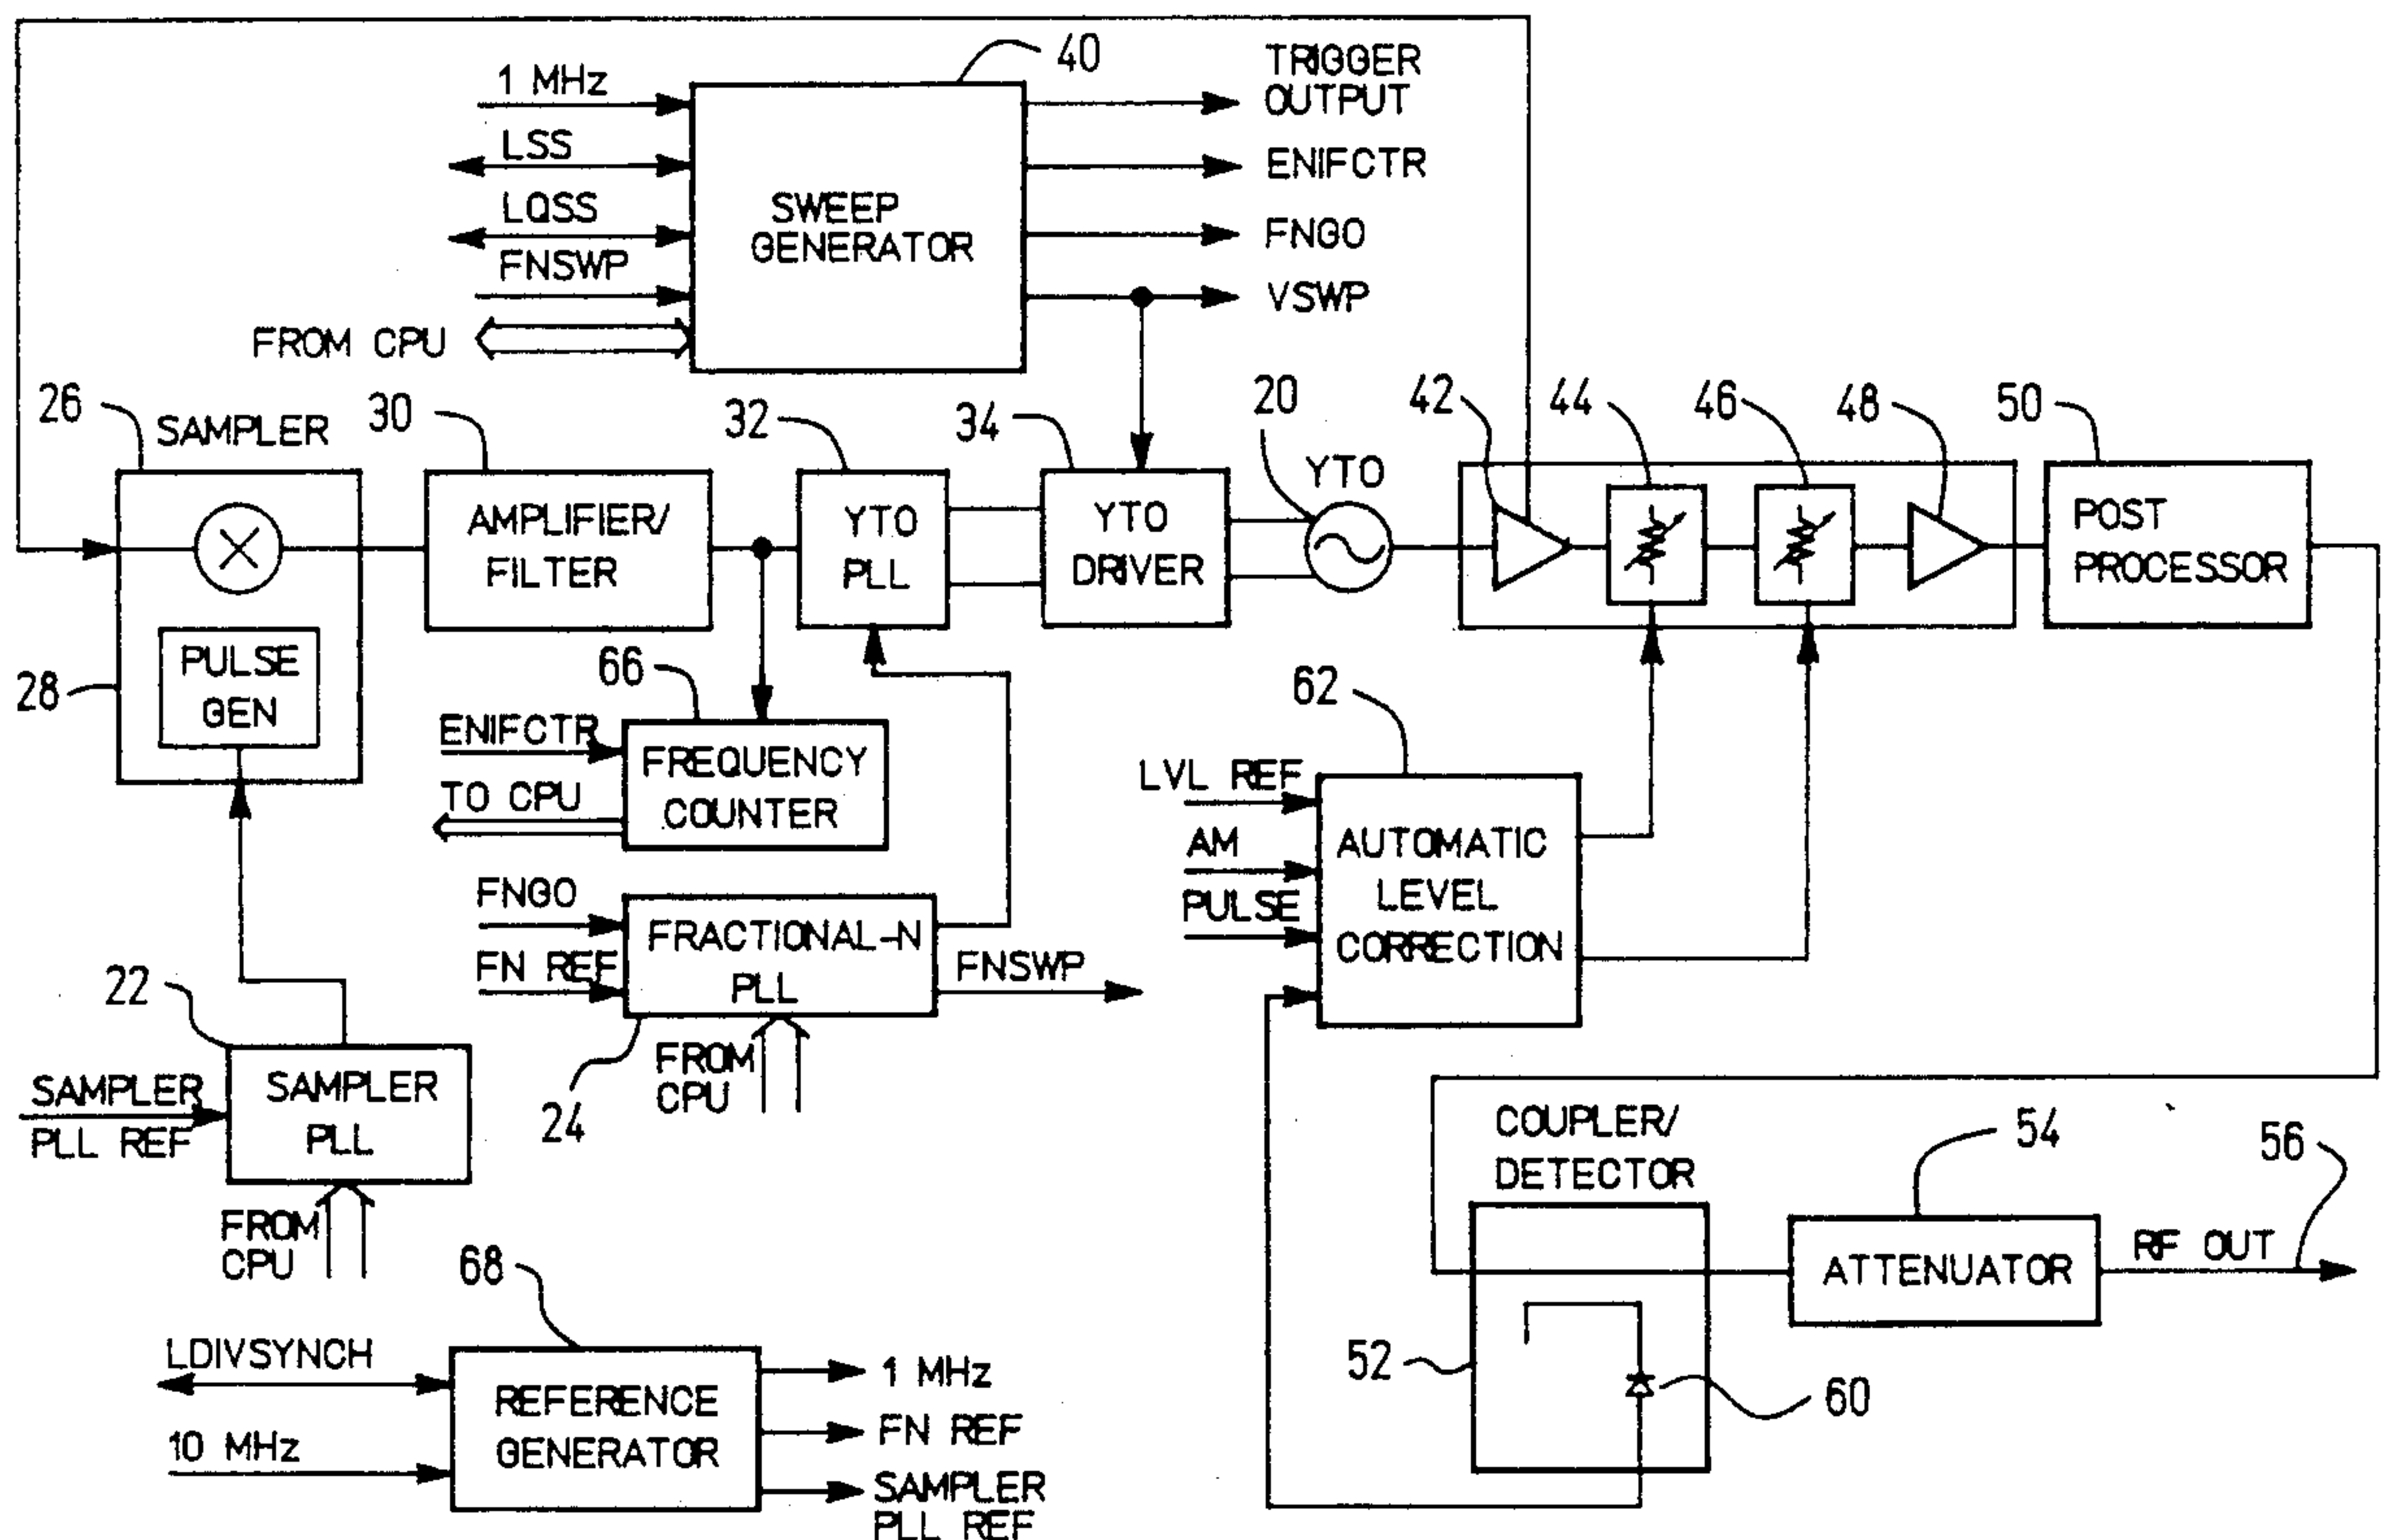 40
1 MHz
LSS
LQSS
FNSWP
FROM CPU
SWEEP
GENERATOR
TRIGGER
OUTPUT
ENIFCTR
FNGO
VSWP
26
SAMPLER
30
32
34
20
YTO
42
44
46
48
50
AMPLIFIER/
FILTER
YTO
PLL
YTO
DRIVER
POST
PROCESSOR
28
PULSE
GEN
66
ENIFCTR
TO CPU
FREQUENCY
COUNTER
62
LVL REF
AM
PULSE
AUTOMATIC
LEVEL
CORRECTION
FNGO
FN REF
FRACTIONAL-N
PLL
FNSWP
24
FROM
CPU
22
SAMPLER
PLL REF
SAMPLER
PLL
FROM
CPU
COUPLER/
DETECTOR
54
56
ATTENUATOR
RF OUT
52
60
68
LDIVSYNCH
10 MHz
REFERENCE
GENERATOR
1 MHz
FN REF
SAMPLER
PLL REF